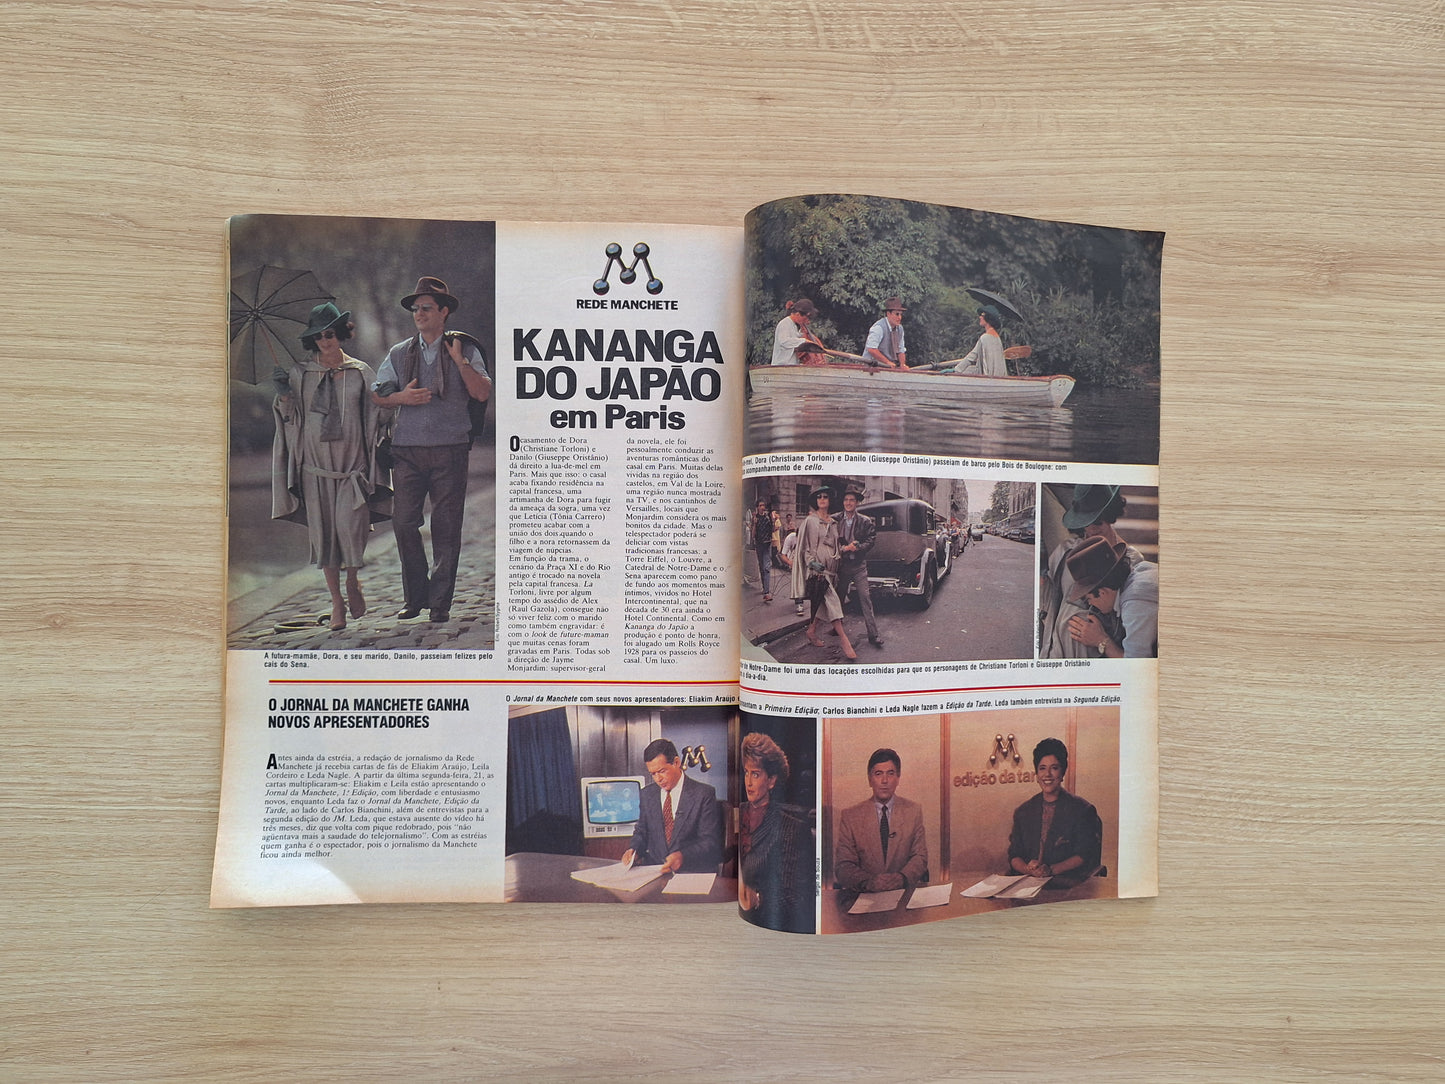 REDE MANCHETE
KANANGA
DO JAPÃO
em Paris
O casamento de Dora
(Christiane Torloni) e
Danilo (Giuseppe Oristânio)
dá direito a lua-de-mel em
Paris. Mais que isso: o casal
acaba fixando residência na
capital francesa, uma
artimanha de Dora para fugir
da ameaça da sogra, uma vez
que Letícia (Tônia Carrero)
prometeu acabar com a
união dos dois quando o
filho e a nora retornassem da
viagem de núpcias.
Em função da trama, o
cenário da Praça XI e do Rio
antigo é trocado na novela
pela capital francesa. La
Torloni, livre por algum
tempo do assédio de Alex
(Raul Gazola), consegue não
só viver feliz com o marido
como também engravidar: é
com o look de future-maman
que muitas cenas foram
gravadas em Paris. Todas sob
a direção de Jayme
Monjardim: supervisor-geral
da novela, ele foi
pessoalmente conduzir as
aventuras românticas do
casal em Paris. Muitas delas
vividas na região dos
castelos, em Val de la Loire,
uma região nunca mostrada
na TV, e nos cantinhos de
Versailles, locais que
Monjardim considera os mais
bonitos da cidade. Mas o
telespectador poderá se
deliciar com vistas
tradicionais francesas: a
Torre Eiffel, o Louvre, a
Catedral de Notre-Dame e o
Sena aparecem como pano
de fundo aos momentos mais
íntimos, vividos no Hotel
Intercontinental, que na
década de 30 era ainda o
Hotel Continental. Como em
Kananga do Japão a
produção é ponto de honra,
foi alugado um Rolls Royce
1928 para os passeios do
casal. Um luxo.
A futura-mamãe, Dora, e seu marido, Danilo, passeiam felizes pelo
cais do Sena.
O JORNAL DA MANCHETE GANHA
NOVOS APRESENTADORES
Antes ainda da estréia, a redação de jornalismo da Rede
Manchete já recebia cartas de fãs de Eliakim Araújo, Leila
Cordeiro e Leda Nagle. A partir da última segunda-feira, 21, as
cartas multiplicaram-se: Eliakim e Leila estão apresentando o
Jornal da Manchete, 1ª Edição, com liberdade e entusiasmo
novos, enquanto Leda faz o Jornal da Manchete, Edição da
Tarde, ao lado de Carlos Bianchini, além de entrevistas para a
segunda edição do JM. Leda, que estava ausente do vídeo há
três meses, diz que volta com pique redobrado, pois "não
agüentava mais a saudade do telejornalismo". Com as estréias
quem ganha é o espectador, pois o jornalismo da Manchete
ficou ainda melhor.
O Jornal da Manchete com seus novos apresentadores: Eliakim Araújo
-mel, Dora (Christiane Torloni) e Danilo (Giuseppe Oristânio) passeiam de barco pelo Bois de Boulogne: com
acompanhamento de cello.
de Notre-Dame foi uma das locações escolhidas para que os personagens de Christiane Torloni e Giuseppe Oristânio
o dia-a-dia.
Primeira Edição; Carlos Bianchini e Leda Nagle fazem a Edição da Tarde. Leda também entrevista na Segunda Edição.
edição da tar
Sérgio de Souza